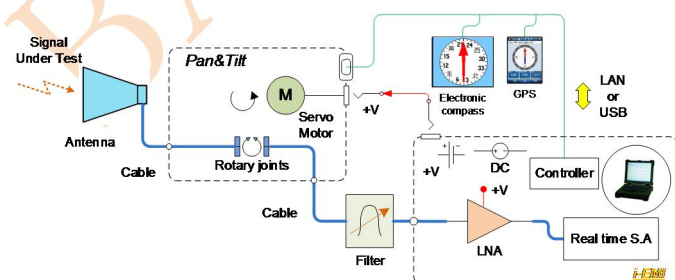 Signal
Under Test
Antenna
Cable
Pan&Tilt
M
Servo
Motor
+V
Rotary joints
Cable
Filter
Electronic
compass
GPS
LAN
or
USB
+V
DC
Controller
+V
LNA
Real time S.A